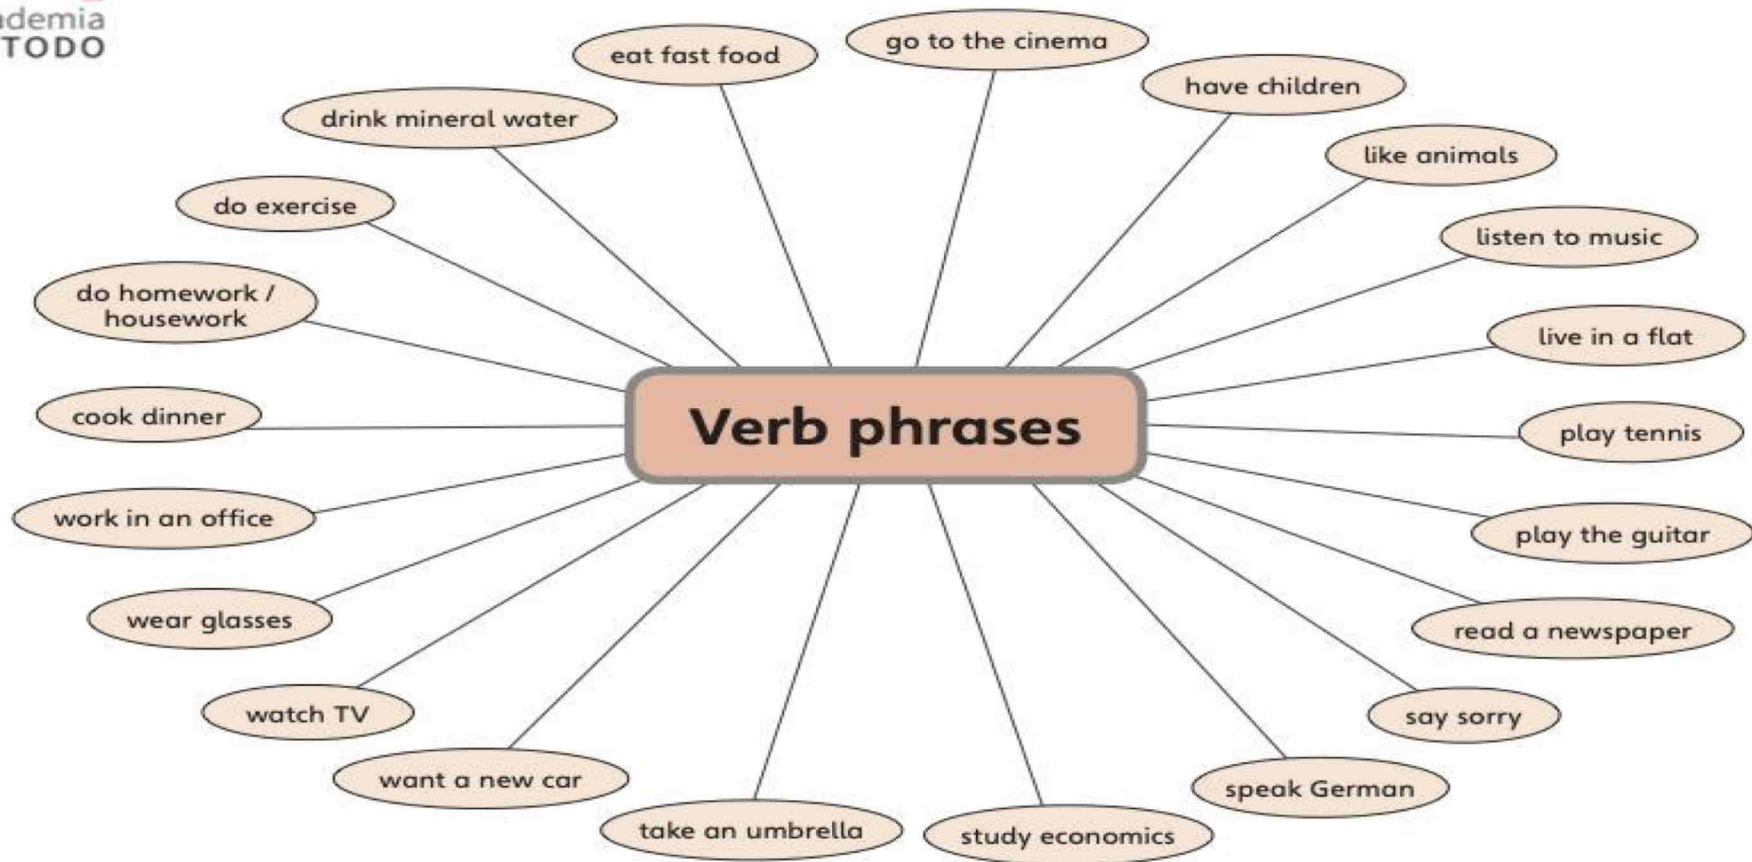 TODO
eat fast food
go to the cinema
have children
drink mineral water
like animals
do exercise
listen to music
do homework /
housework
live in a flat
cook dinner
Verb phrases
play tennis
work in an office
play the guitar
wear glasses
read a newspaper
watch TV
say sorry
want a new car
speak German
take an umbrella
study economics